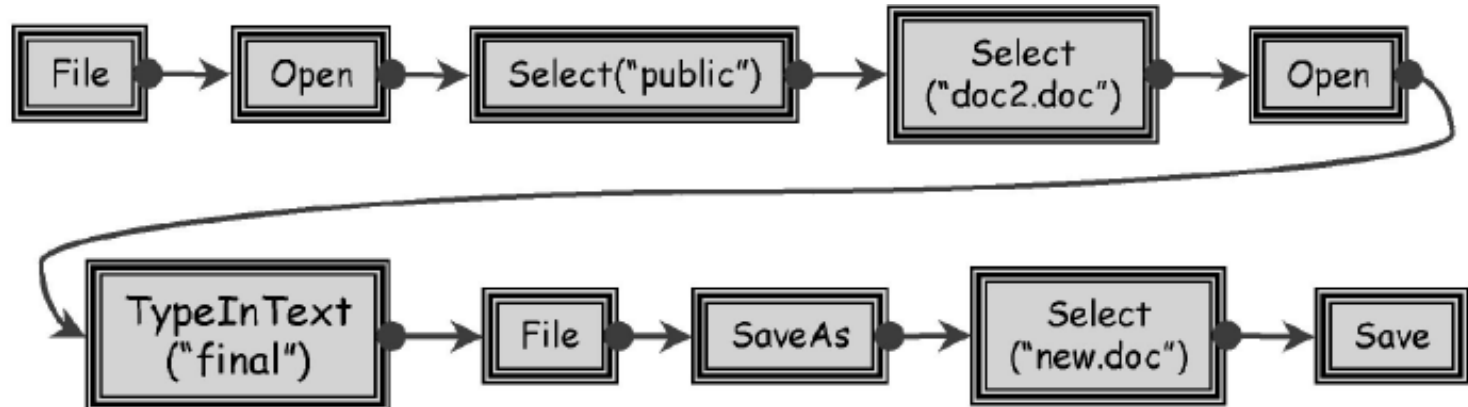 File
Open
Select(“public”)
Select
(“doc2.doc”)
Open
TypeInText
(“final”)
File
SaveAs
Select
(“new.doc”)
Save